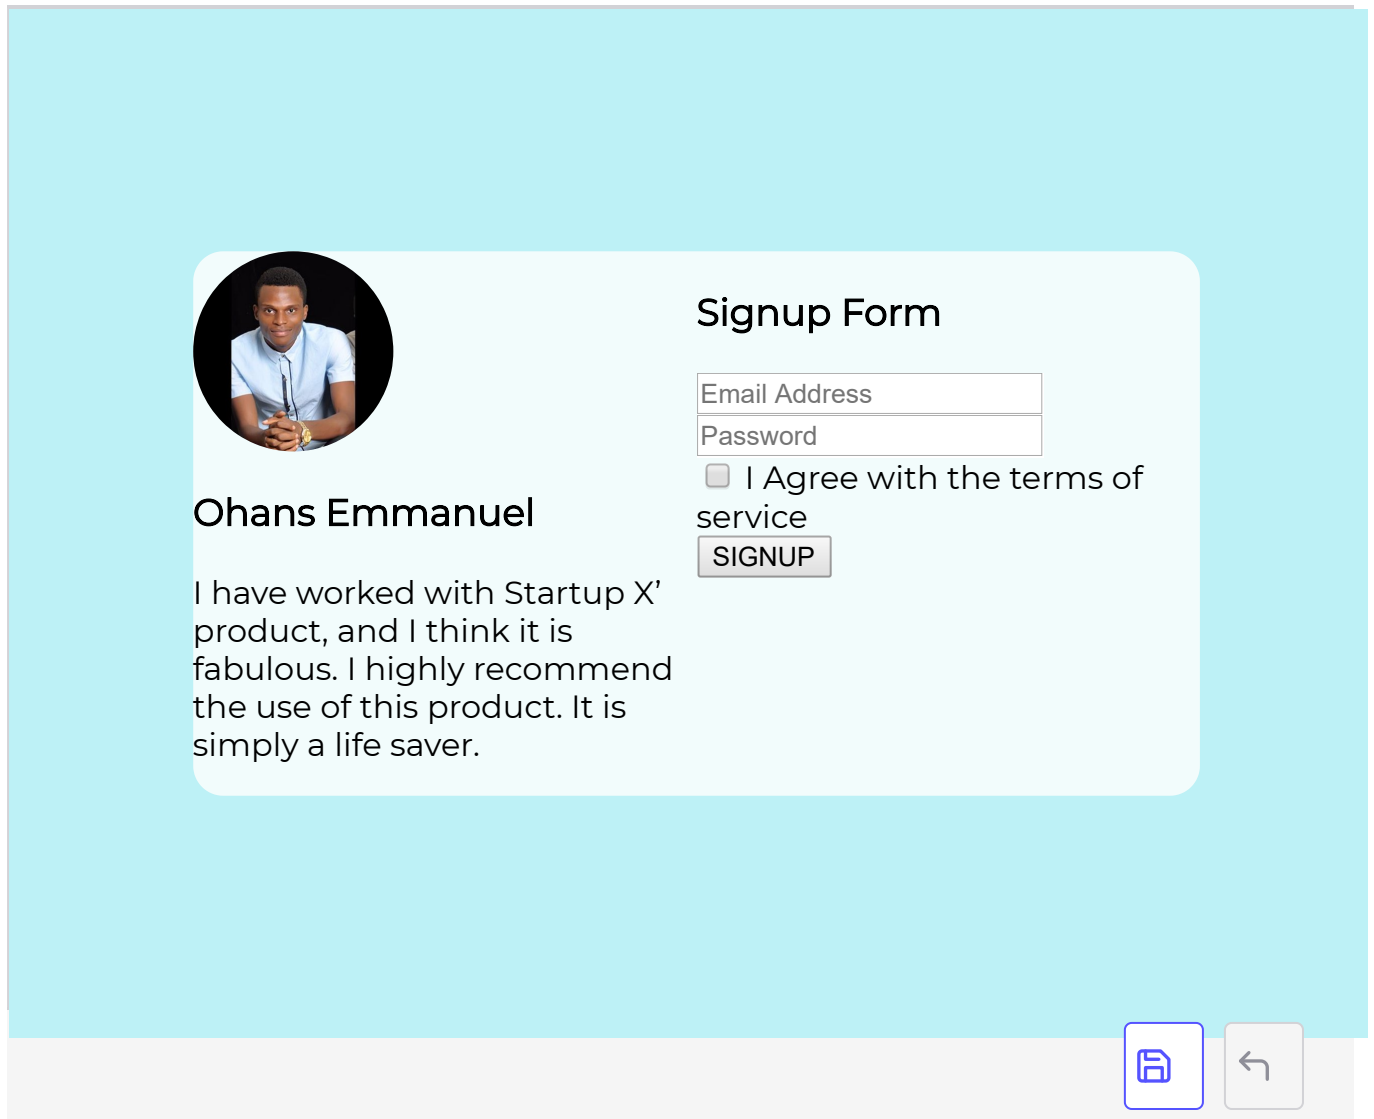 Ohans Emmanuel
I have worked with Startup X’
product, and I think it is
fabulous. I highly recommend
the use of this product. It is
simply a life saver.
Signup Form
Email Address
Password
I Agree with the terms of
service
SIGNUP